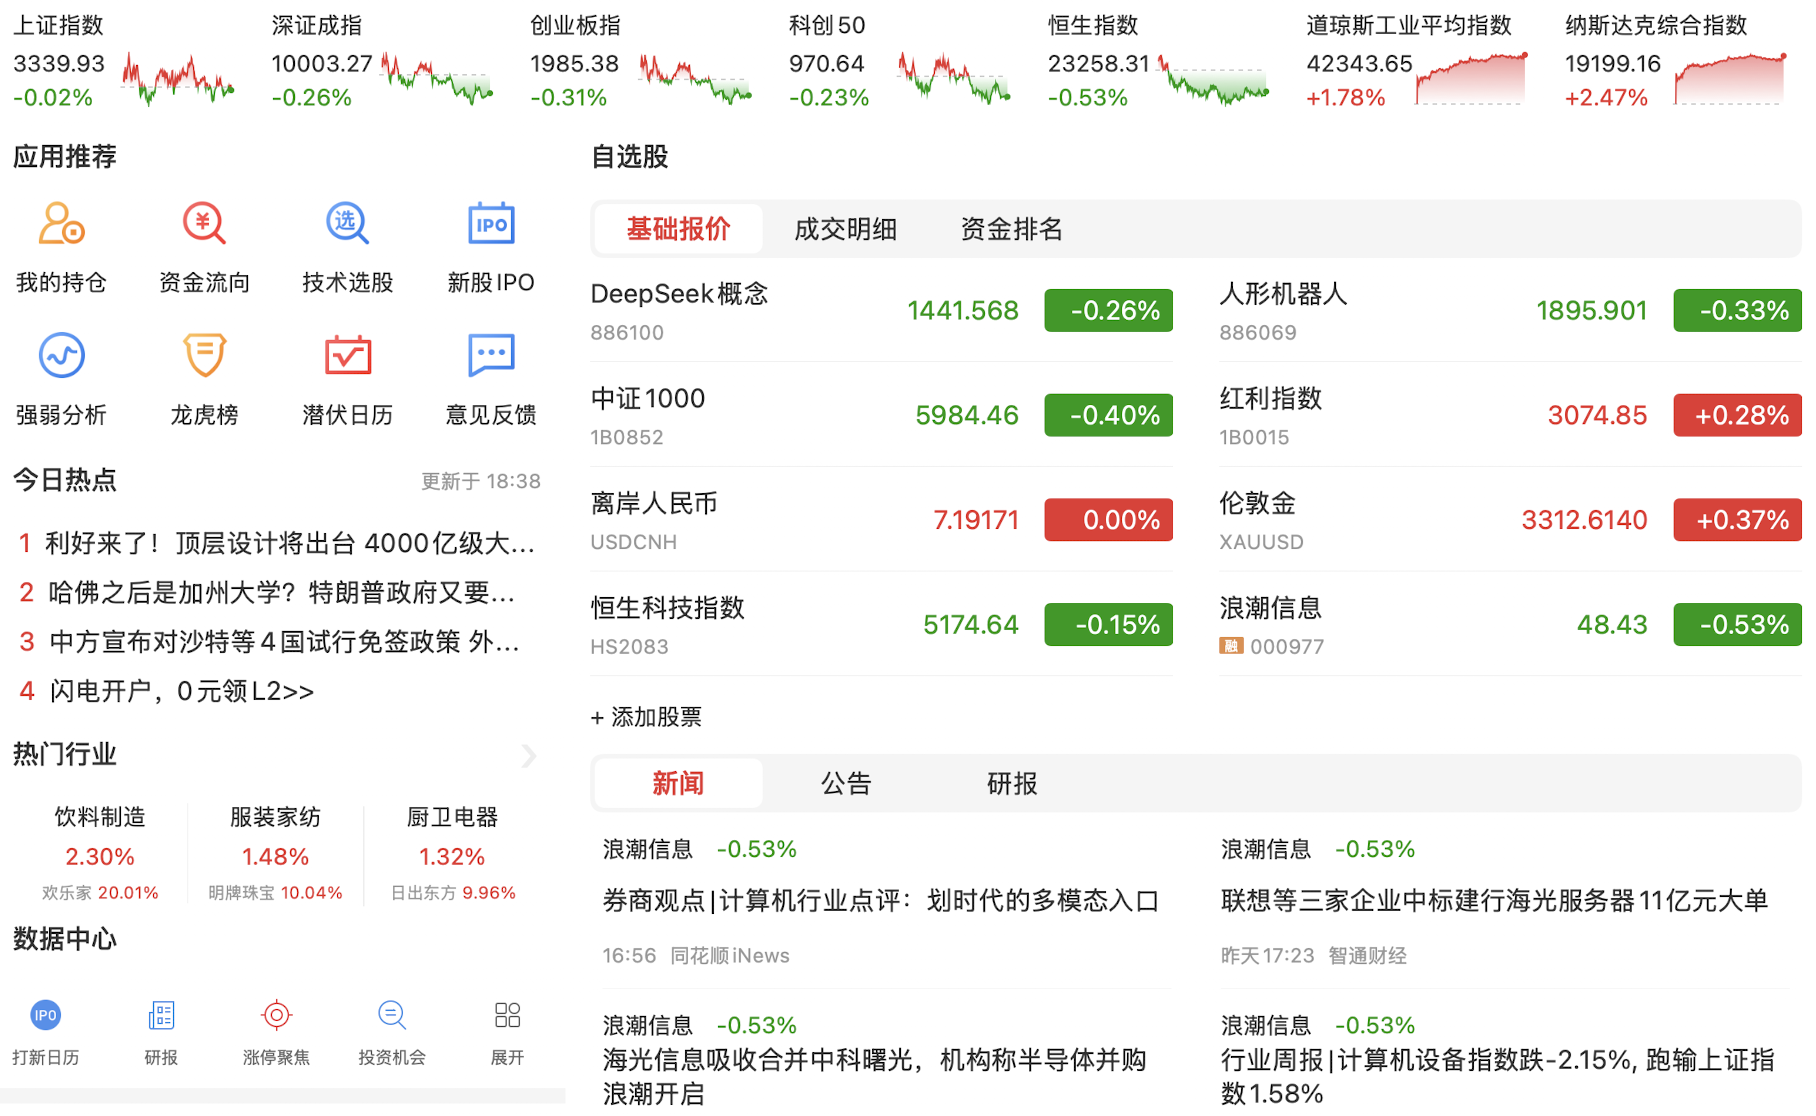 上证指数
3339.93
-0.02%
深证成指
10003.27
-0.26%
创业板指
1985.38
-0.31%
科创50
970.64
-0.23%
恒生指数
23258.31
-0.53%
道琼斯工业平均指数
42343.65
+1.78%
纳斯达克综合指数
19199.16
+2.47%
应用推荐
¥
选
IPO
我的持仓 资金流向 技术选股 新股IPO
强弱分析 龙虎榜 潜伏日历 意见反馈
今日热点 更新于 18:38
1 利好来了！顶层设计将出台 4000亿级大...
2 哈佛之后是加州大学？特朗普政府又要...
3 中方宣布对沙特等4国试行免签政策 外...
4 闪电开户，0元领L2>>
热门行业
饮料制造
2.30%
欢乐家 20.01%
服装家纺
1.48%
明牌珠宝 10.04%
厨卫电器
1.32%
日出东方 9.96%
数据中心
IPO
打新日历 研报 涨停聚焦 投资机会 展开
自选股
基础报价 成交明细 资金排名
DeepSeek概念
886100
1441.568 -0.26%
人形机器人
886069
1895.901 -0.33%
中证1000
1B0852
5984.46 -0.40%
红利指数
1B0015
3074.85 +0.28%
离岸人民币
USDCNH
7.19171 0.00%
伦敦金
XAUUSD
3312.6140 +0.37%
恒生科技指数
HS2083
5174.64 -0.15%
浪潮信息
融 000977
48.43 -0.53%
+ 添加股票
新闻 公告 研报
浪潮信息 -0.53%
券商观点|计算机行业点评：划时代的多模态入口
16:56 同花顺iNews
浪潮信息 -0.53%
联想等三家企业中标建行海光服务器11亿元大单
昨天17:23 智通财经
浪潮信息 -0.53%
海光信息吸收合并中科曙光，机构称半导体并购
浪潮开启
浪潮信息 -0.53%
行业周报|计算机设备指数跌-2.15%, 跑输上证指
数1.58%